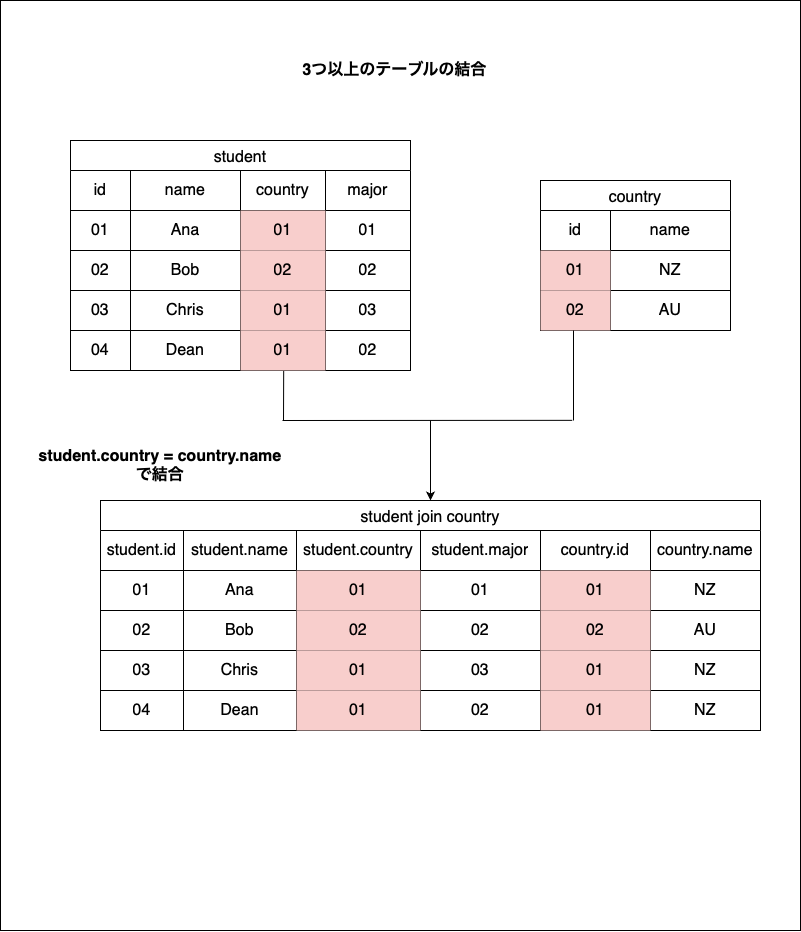 3つ以上のテーブルの結合
student
id name country major
01 Ana 01 01
02 Bob 02 02
03 Chris 01 03
04 Dean 01 02
country
id name
01 NZ
02 AU
student.country = country.name
で結合
student join country
student.id student.name student.country student.major country.id country.name
01 Ana 01 01 01 NZ
02 Bob 02 02 02 AU
03 Chris 01 03 01 NZ
04 Dean 01 02 01 NZ